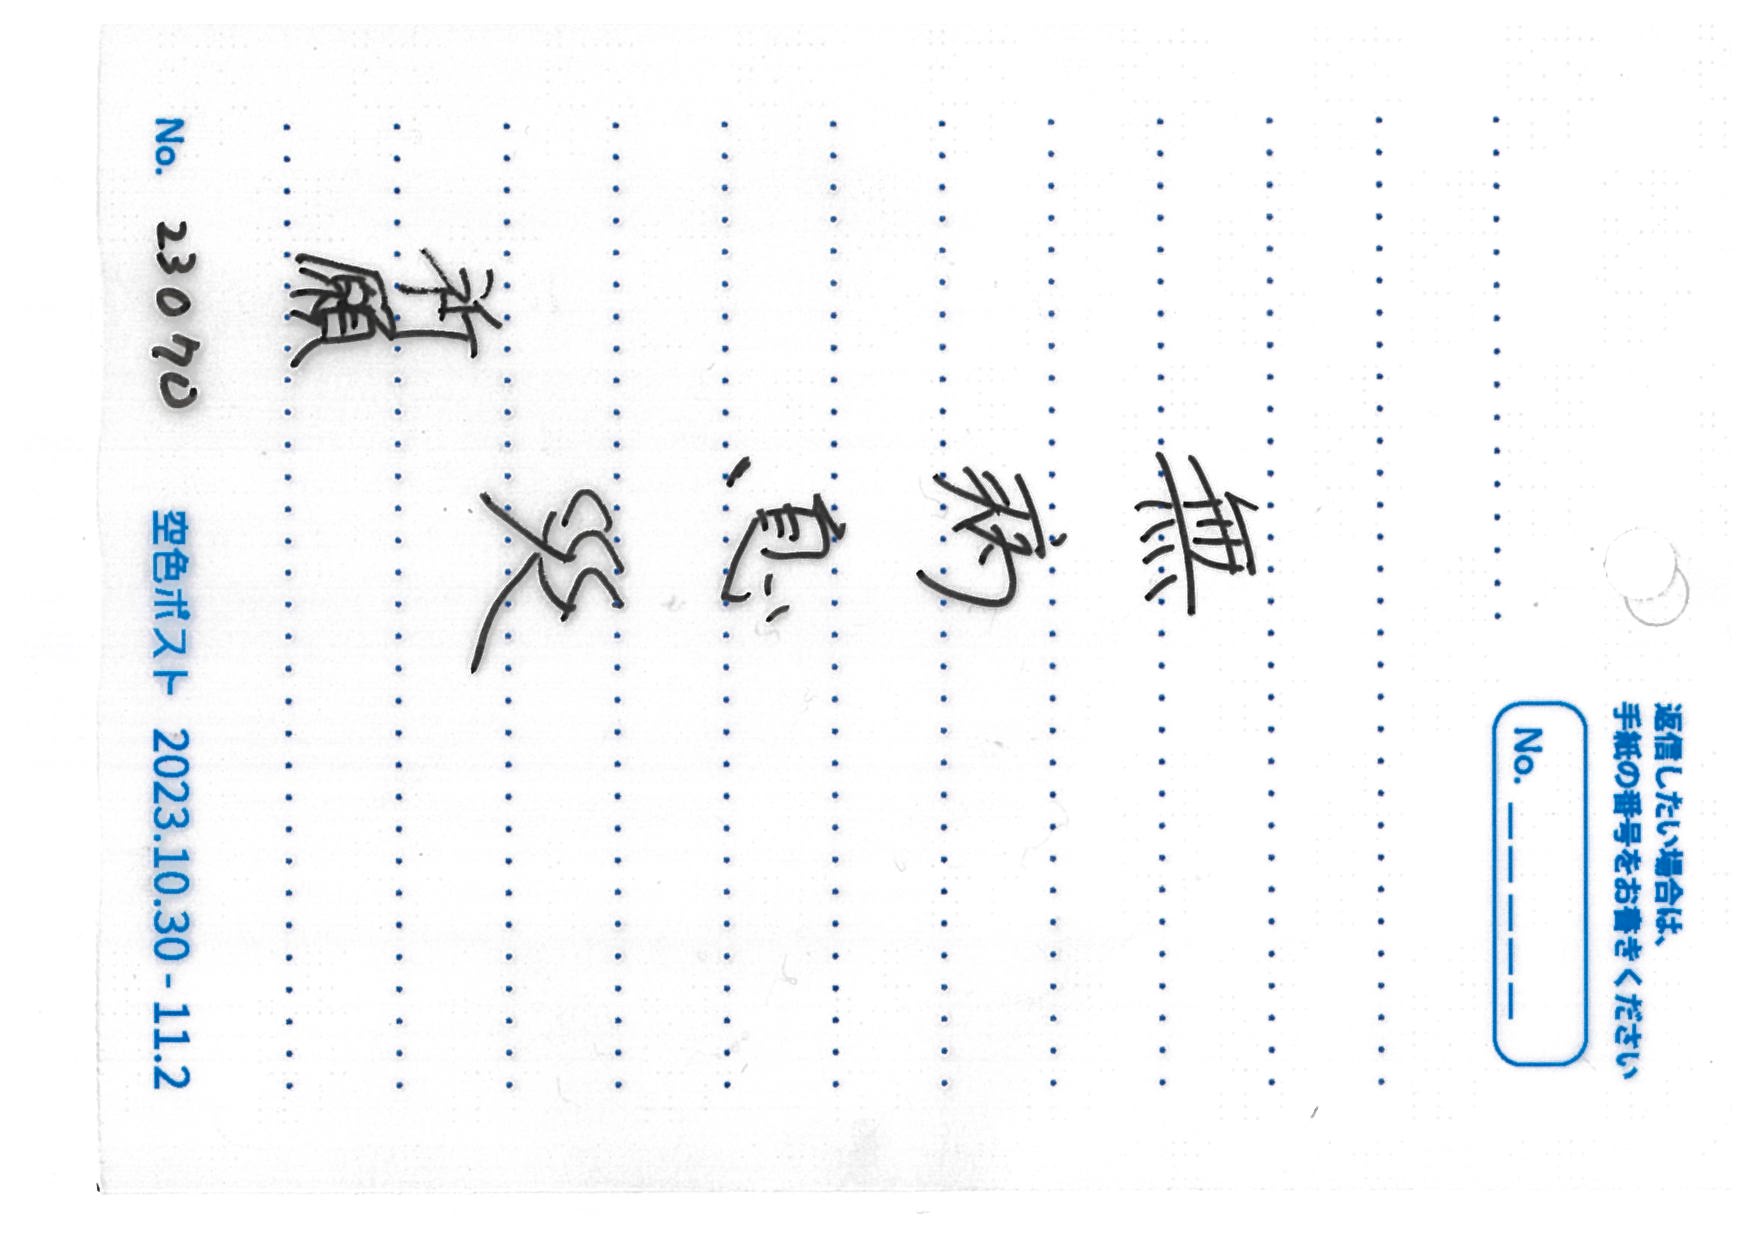 返信したい場合は、
手紙の番号をお書きください
No. _ _ _ _ _
無病息災
祈願
No. 23070
空色ポスト 2023.10.30 - 11.2